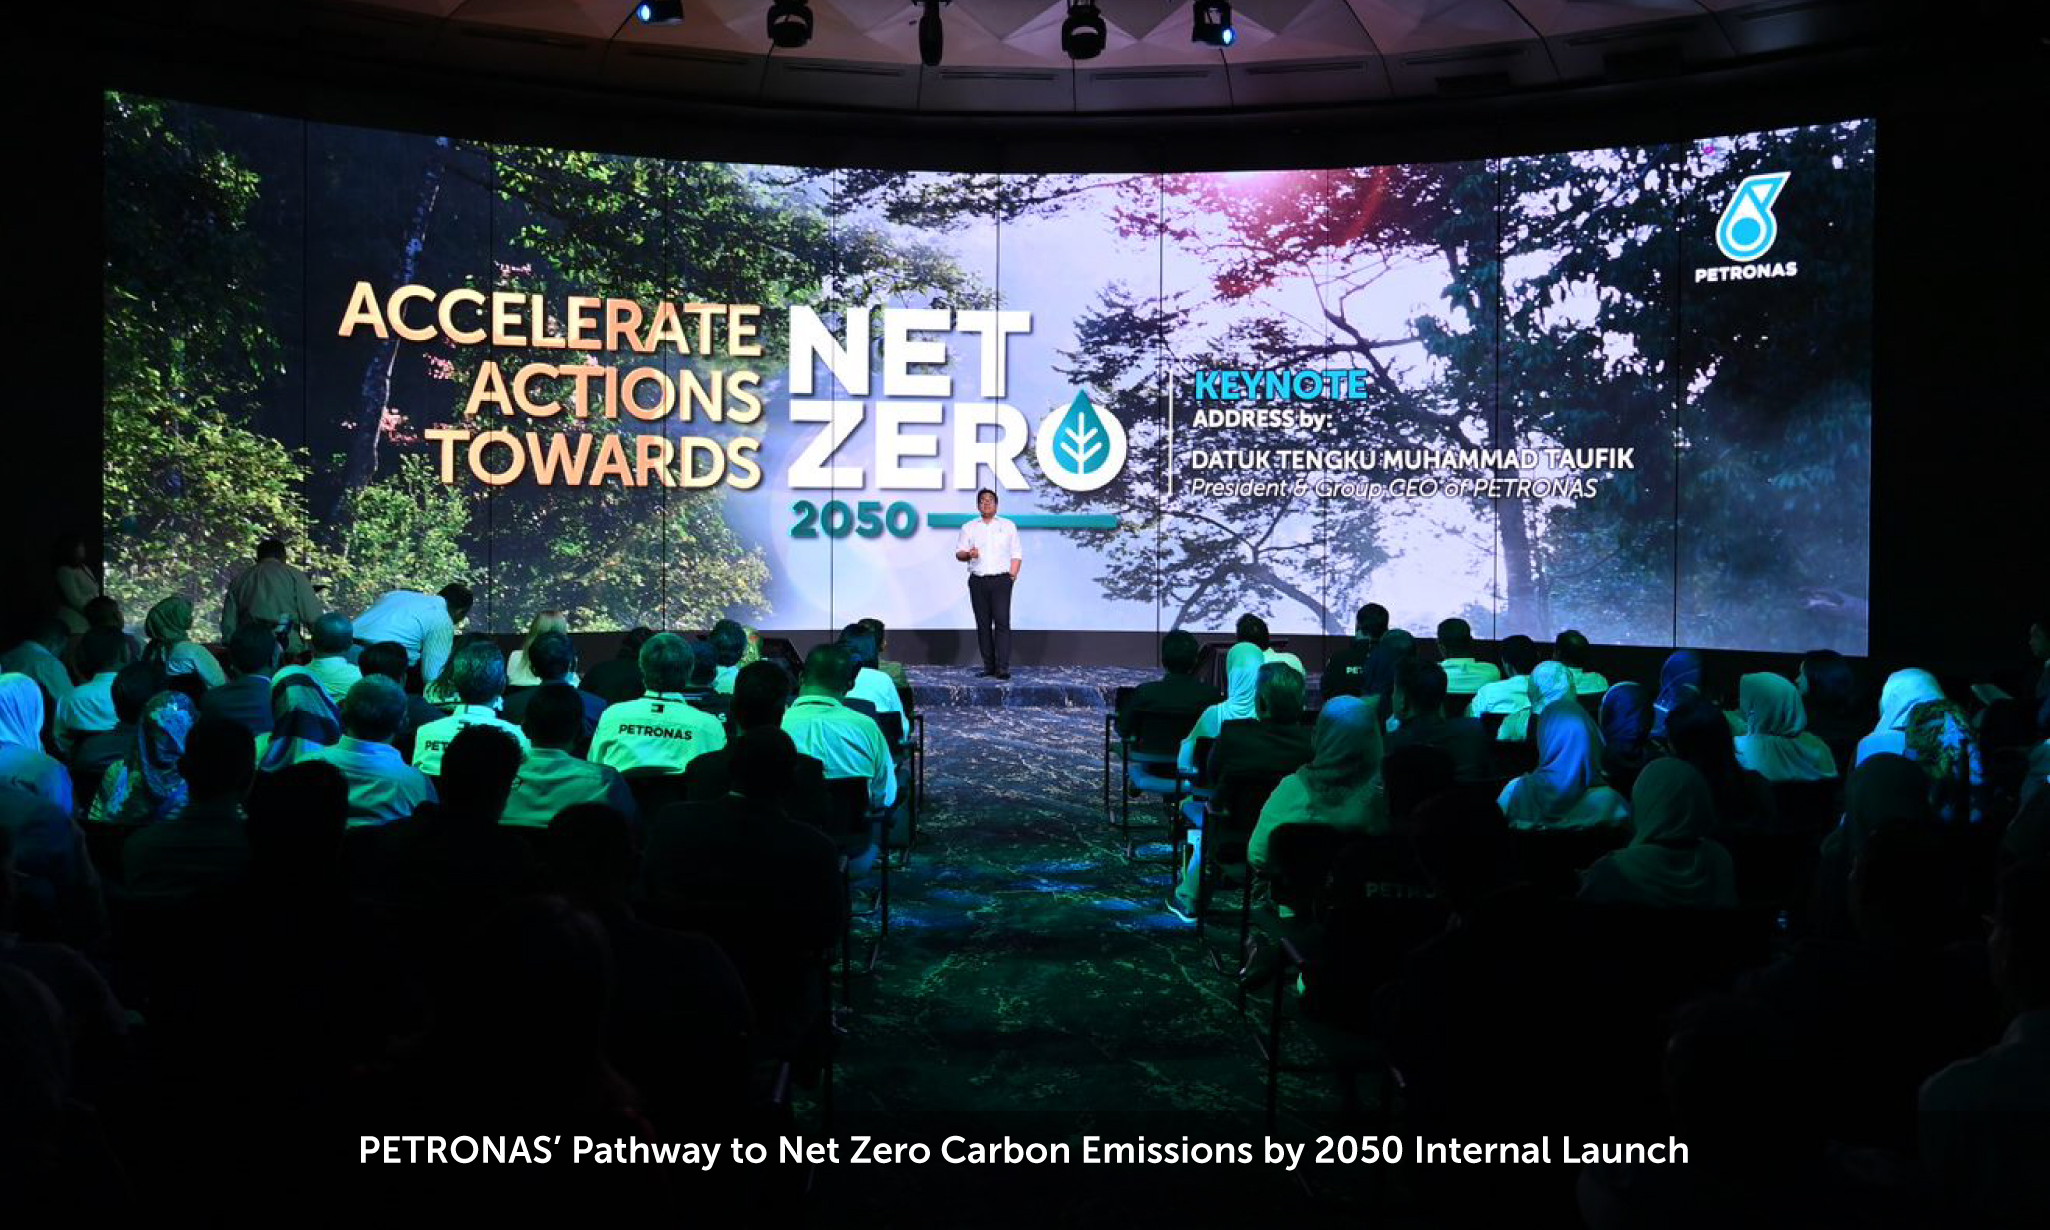 ACCELERATE
ACTIONS
TOWARDS
NET
ZERO
2050
KEYNOTE
ADDRESS by:
DATUK TENGKU MUHAMMAD TAUFIK
President & Group CEO of PETRONAS
PETRONAS
PETRONAS
PETRONAS’ Pathway to Net Zero Carbon Emissions by 2050 Internal Launch